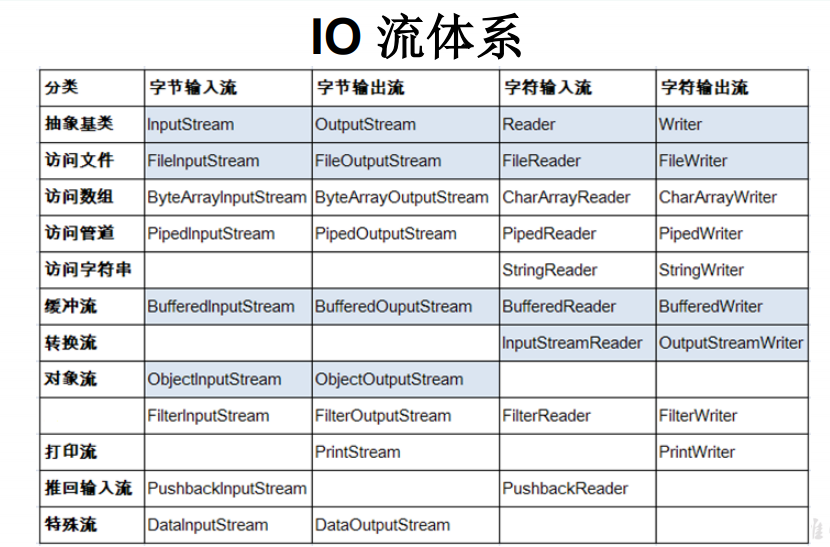 IO 流体系
分类 字节输入流 字节输出流 字符输入流 字符输出流
抽象基类 InputStream OutputStream Reader Writer
访问文件 FileInputStream FileOutputStream FileReader FileWriter
访问数组 ByteArrayInputStream ByteArrayOutputStream CharArrayReader CharArrayWriter
访问管道 PipedInputStream PipedOutputStream PipedReader PipedWriter
访问字符串 StringReader StringWriter
缓冲流 BufferedInputStream BufferedOuputStream BufferedReader BufferedWriter
转换流 InputStreamReader OutputStreamWriter
对象流 ObjectInputStream ObjectOutputStream
FilterInputStream FilterOutputStream FilterReader FilterWriter
打印流 PrintStream PrintWriter
推回输入流 PushbackInputStream PushbackReader
特殊流 DataInputStream DataOutputStream